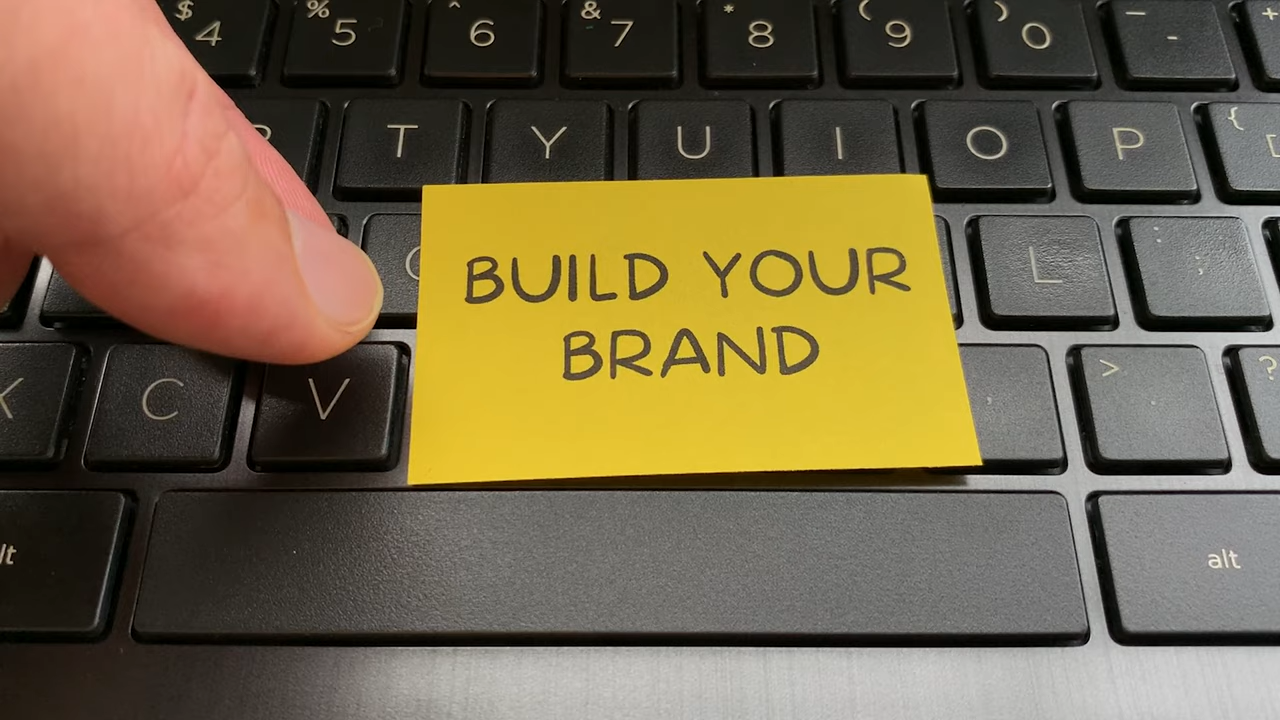 $ 4 % 5 ^ 6 & 7 * 8 ( 9 ) 0 - +
T Y U I O P {
BUILD YOUR
BRAND
L ;
C V , > . ?
alt